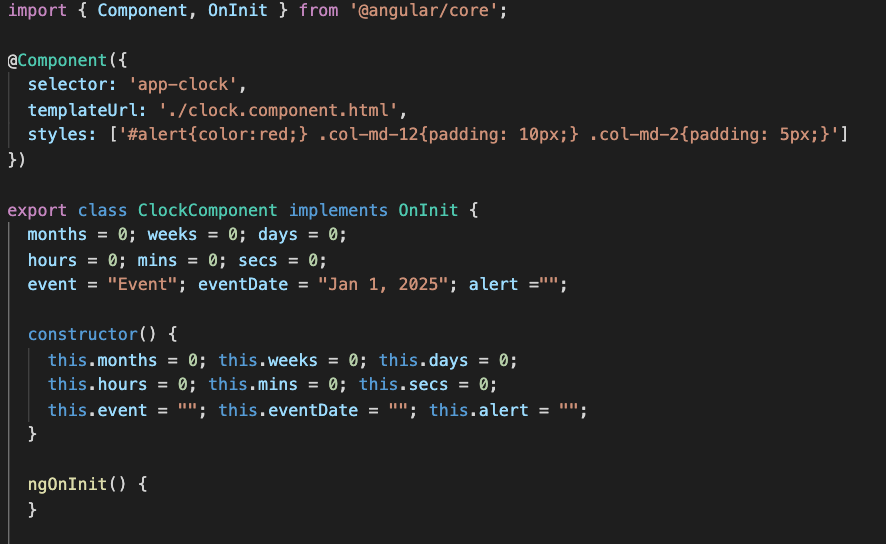 import { Component, OnInit } from '@angular/core';
@Component({
selector: 'app-clock',
templateUrl: './clock.component.html',
styles: ['#alert{color:red;} .col-md-12{padding: 10px;} .col-md-2{padding: 5px;}']
})
export class ClockComponent implements OnInit {
months = 0; weeks = 0; days = 0;
hours = 0; mins = 0; secs = 0;
event = "Event"; eventDate = "Jan 1, 2025"; alert ="";
constructor() {
this.months = 0; this.weeks = 0; this.days = 0;
this.hours = 0; this.mins = 0; this.secs = 0;
this.event = ""; this.eventDate = ""; this.alert = "";
}
ngOnInit() {
}